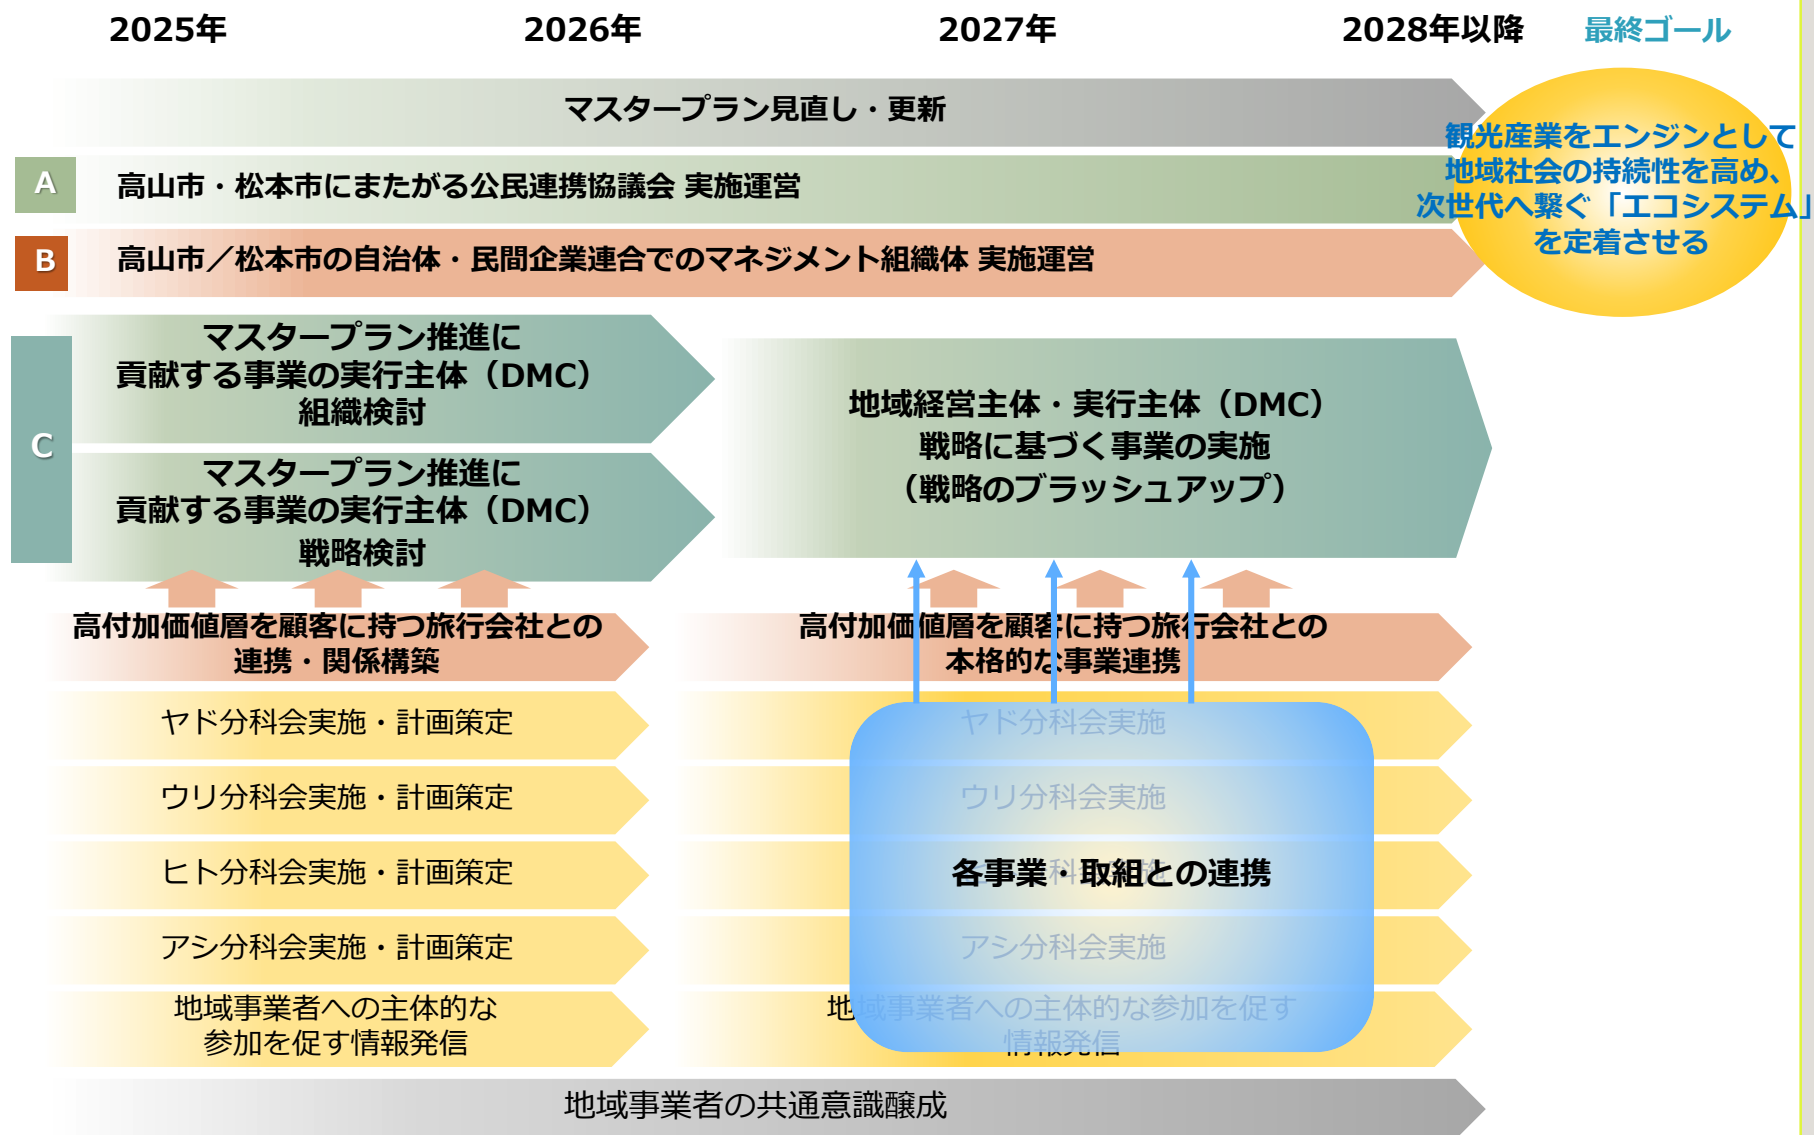 2025年
2026年
2027年
2028年以降
最終ゴール
マスタープラン見直し・更新
観光産業をエンジンとして
地域社会の持続性を高め、
次世代へ繋ぐ「エコシステム」
を定着させる
A
高山市・松本市にまたがる公民連携協議会 実施運営
B
高山市／松本市の自治体・民間企業連合でのマネジメント組織体 実施運営
C
マスタープラン推進に
貢献する事業の実行主体（DMC）
組織検討
マスタープラン推進に
貢献する事業の実行主体（DMC）
戦略検討
地域経営主体・実行主体（DMC）
戦略に基づく事業の実施
（戦略のブラッシュアップ）
高付加価値層を顧客に持つ旅行会社との
連携・関係構築
高付加価値層を顧客に持つ旅行会社との
本格的な事業連携
ヤド分科会実施・計画策定
ヤド分科会実施
ウリ分科会実施・計画策定
ウリ分科会実施
ヒト分科会実施・計画策定
各事業・取組との連携
アシ分科会実施・計画策定
アシ分科会実施
地域事業者への主体的な
参加を促す情報発信
地域事業者への主体的な参加を促す
情報発信
地域事業者の共通意識醸成